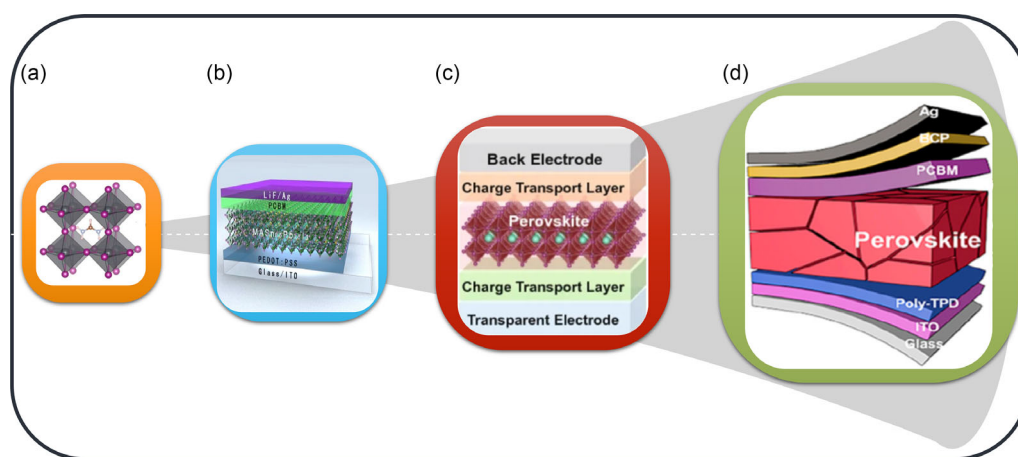 (a)
(b)
(c)
(d)
LiF/Ag
PCBM
PEDOT:PSS
Glass/ITO
Back Electrode
Charge Transport Layer
Perovskite
Charge Transport Layer
Transparent Electrode
Ag
BCP
PCBM
Perovskite
Poly-TPD
ITO
Glass